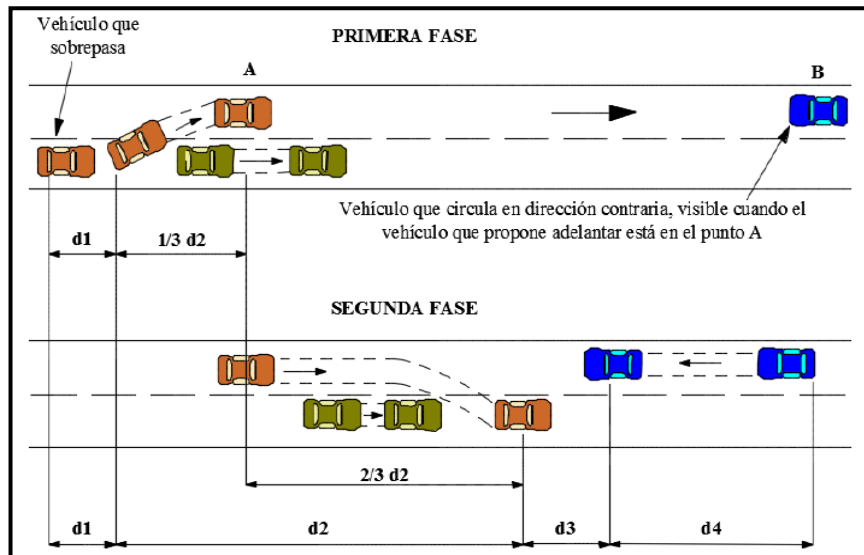 Vehículo que
sobrepasa
PRIMERA FASE
A
B
Vehículo que circula en dirección contraria, visible cuando el
vehículo que propone adelantar está en el punto A
d1
1/3 d2
SEGUNDA FASE
2/3 d2
d1
d2
d3
d4